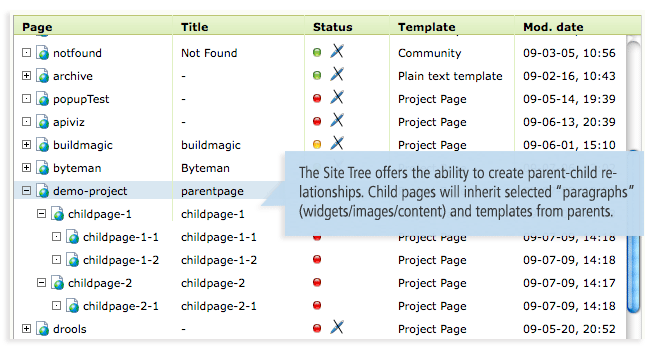 Page Title Status Template Mod. date
notfound Not Found Community 09-03-05, 10:56
archive - Plain text template 09-02-16, 10:43
popupTest - Project Page 09-05-14, 19:39
apiviz - Project Page 09-06-13, 20:39
buildmagic buildmagic Project Page 09-06-01, 15:10
byteman Byteman
demo-project parentpage
The Site Tree offers the ability to create parent-child re-
lationships. Child pages will inherit selected “paragraphs”
(widgets/images/content) and templates from parents.
childpage-1 childpage-1
childpage-1-1 childpage-1-1 Project Page 09-07-09, 14:18
childpage-1-2 childpage-1-2 Project Page 09-07-09, 14:18
childpage-2 childpage-2 Project Page 09-07-09, 14:17
childpage-2-1 childpage-2-1 Project Page 09-07-09, 14:18
drools - Project Page 09-05-20, 20:52